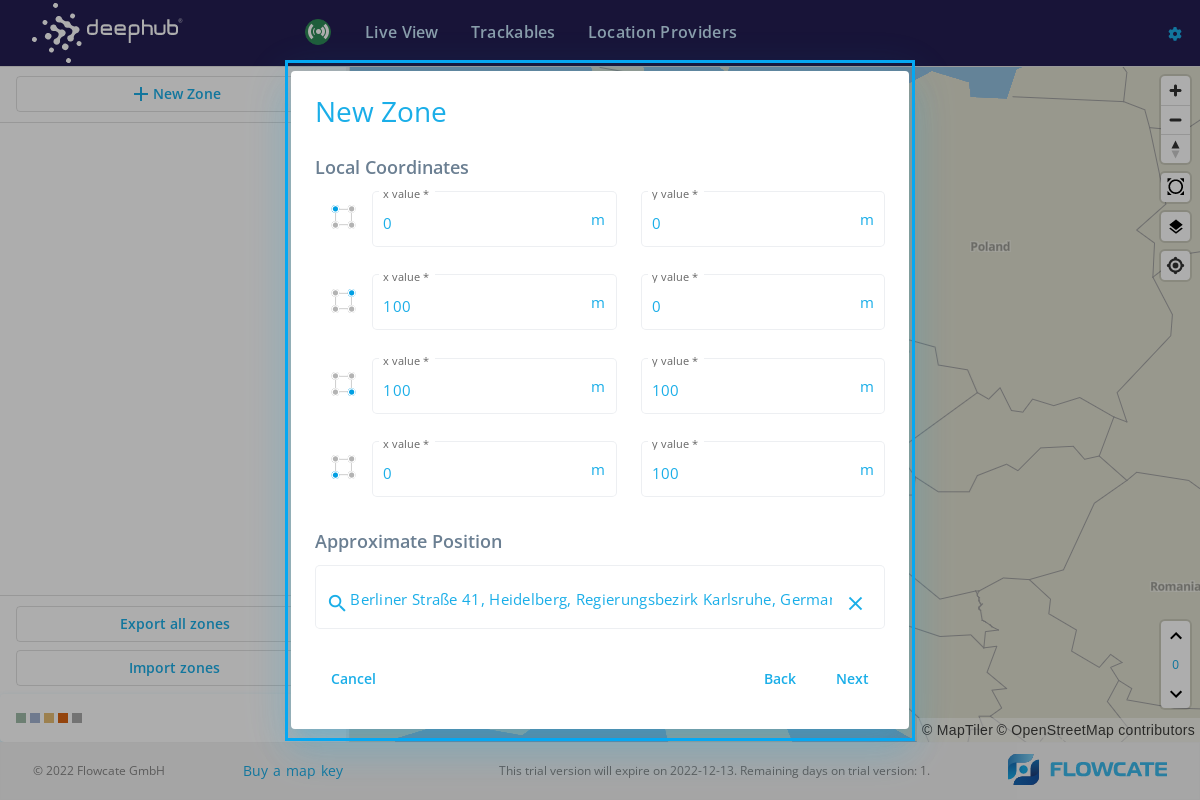 deephub
Live View
Trackables
Location Providers
New Zone
New Zone
Local Coordinates
x value *
0 m
y value *
0 m
x value *
100 m
y value *
0 m
x value *
100 m
y value *
100 m
x value *
0 m
y value *
100 m
Approximate Position
Berliner Straße 41, Heidelberg, Regierungsbezirk Karlsruhe, German
Cancel
Back
Next
Export all zones
Import zones
Poland
Romania
0
© MapTiler © OpenStreetMap contributors
© 2022 Flowcate GmbH
Buy a map key
This trial version will expire on 2022-12-13. Remaining days on trial version: 1.
FLOWCATE